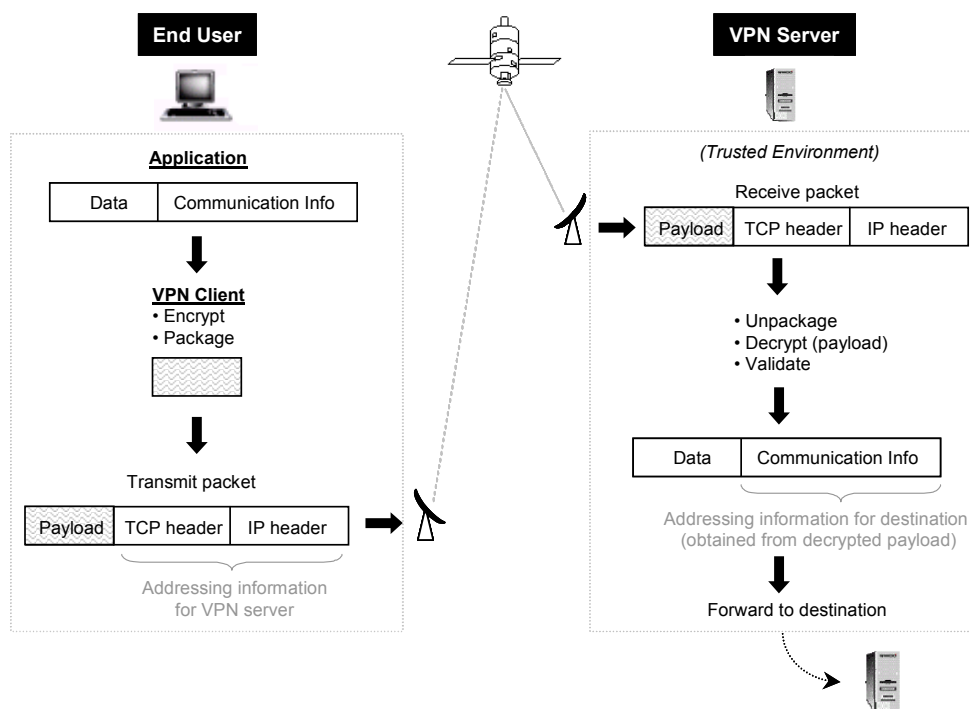 End User
Application
Data
Communication Info
VPN Client
• Encrypt
• Package
Transmit packet
Payload
TCP header
IP header
Addressing information
for VPN server
VPN Server
(Trusted Environment)
Receive packet
Payload
TCP header
IP header
• Unpackage
• Decrypt (payload)
• Validate
Data
Communication Info
Addressing information for destination
(obtained from decrypted payload)
Forward to destination